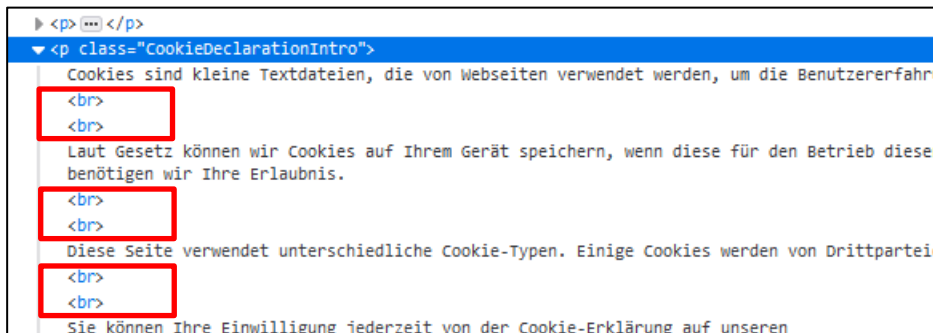 <p> ... </p>
<p class="CookieDeclarationIntro">
Cookies sind kleine Textdateien, die von Webseiten verwendet werden, um die
<br>
<br>
Laut Gesetz können wir Cookies auf Ihrem Gerät speichern, wenn diese für den Betrieb
benötigen wir Ihre Erlaubnis.
<br>
<br>
Diese Seite verwendet unterschiedliche Cookie-Typen. Einige Cookies werden von
<br>
<br>
Sie können Ihre Einwilligung jederzeit von der Cookie-Erklärung auf unseren